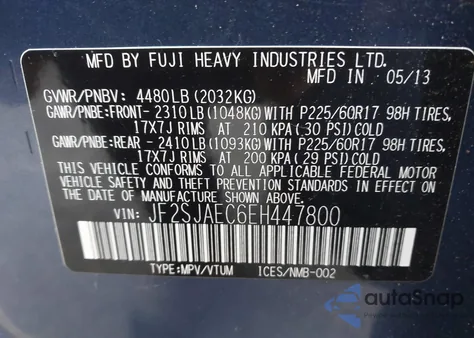 MFD BY FUJI HEAVY INDUSTRIES LTD.
MFD IN 05/13
GVWR/PNBV: 4480LB(2032KG)
GAWR/PNBE:FRONT-2310LB(1048KG)WITH P225/60R17 98H TIRES,
17X7J RIMS AT 210 KPA(30 PSI)COLD
GAWR/PNBE:REAR -2410LB(1093KG)WITH P225/60R17 98H TIRES,
17X7J RIMS AT 200 KPA(29 PSI)COLD
THIS VEHICLE CONFORMS TO ALL APPLICABLE FEDERAL MOTOR
VEHICLE SAFETY AND THEFT PREVENTION STANDARDS IN EFFECT ON
THE DATE OF MANUFACTURE SHOWN ABOVE.
VIN: JF2SJAEC6EH447800
TYPE:MPV/VTUM ICES/NMB-002
autoSnap